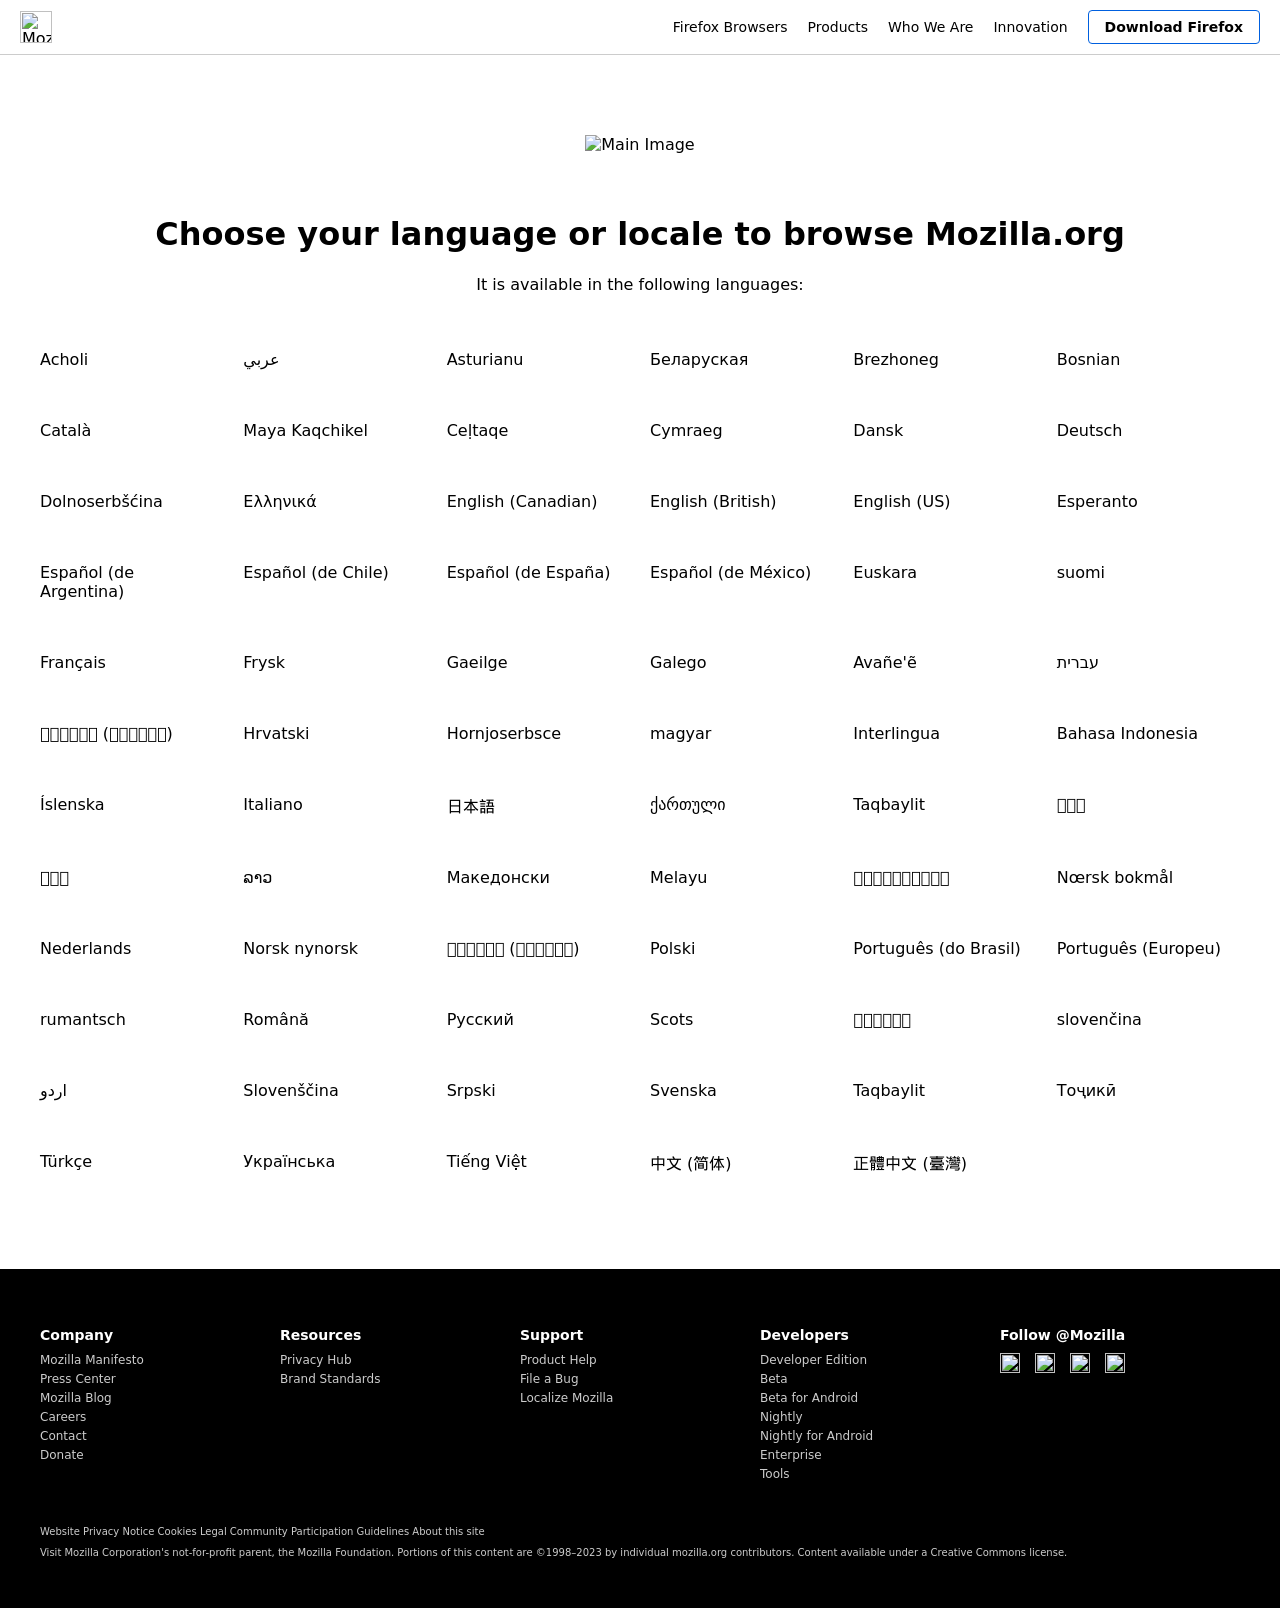 Moz
Firefox Browsers Products Who We Are Innovation Download Firefox
Main Image
Choose your language or locale to browse Mozilla.org
It is available in the following languages:
Acholi عربي Asturianu Беларуская Brezhoneg Bosnian
Català Maya Kaqchikel Ceļtaqe Cymraeg Dansk Deutsch
Dolnoserbšćina Ελληνικά English (Canadian) English (British) English (US) Esperanto
Español (de Argentina) Español (de Chile) Español (de España) Español (de México) Euskara suomi
Français Frysk Gaeilge Galego Avañe'ẽ עברית
Hrvatski Hornjoserbsce magyar Interlingua Bahasa Indonesia
Íslenska Italiano 日本語 ქართული Taqbaylit
ລາວ Македонски Melayu Nœrsk bokmål
Nederlands Norsk nynorsk Polski Português (do Brasil) Português (Europeu)
rumantsch Română Русский Scots slovenčina
اردو Slovenščina Srpski Svenska Taqbaylit Тоҷикӣ
Türkçe Українська Tiếng Việt 中文 (简体) 正體中文 (臺灣)
Company
Mozilla Manifesto
Press Center
Mozilla Blog
Careers
Contact
Donate
Resources
Privacy Hub
Brand Standards
Support
Product Help
File a Bug
Localize Mozilla
Developers
Developer Edition
Beta
Beta for Android
Nightly
Nightly for Android
Enterprise
Tools
Follow @Mozilla
Website Privacy Notice Cookies Legal Community Participation Guidelines About this site
Visit Mozilla Corporation's not-for-profit parent, the Mozilla Foundation. Portions of this content are ©1998–2023 by individual mozilla.org contributors. Content available under a Creative Commons license.